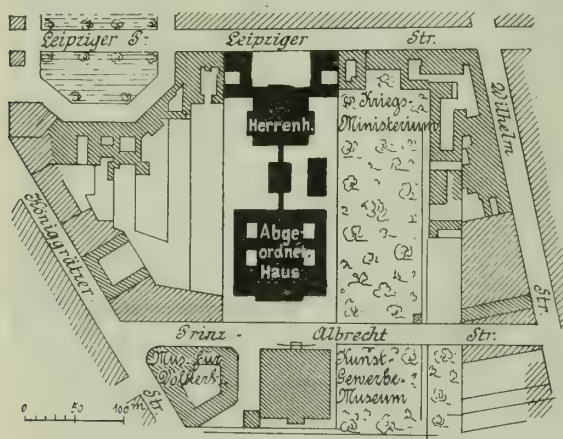 Leipziger P-
Leipziger Str.
Herrenh.
Kriegs-
Ministerium
Wilhelm Str.
Königgrätzer Str.
Abge-
ordnet.
Haus
Prinz - Albrecht Str.
Mus. für
Völkerk.
Kunst-
Gewerbe-
Museum
0 50 100 m